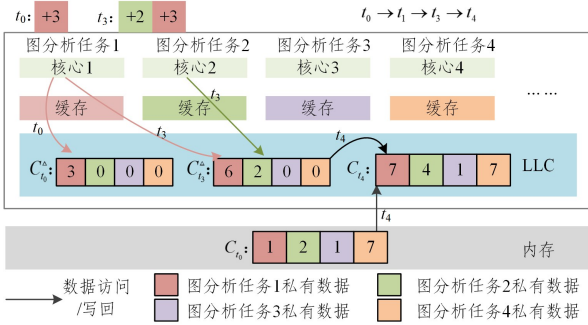 t₀: +3 t₃: +2 +3 t₀ → t₁ → t₃ → t₄
图分析任务1 图分析任务2 图分析任务3 图分析任务4
核心1 核心2 核心3 核心4
t₃
缓存 缓存 缓存 缓存 ……
t₀ t₃ t₄
C△t₀: 3 0 0 0 C△t₃: 6 2 0 0 Ct₄: 7 4 1 7 LLC
t₄
Ct₀: 1 2 1 7 内存
数据访问 图分析任务1私有数据 图分析任务2私有数据
/写回 图分析任务3私有数据 图分析任务4私有数据